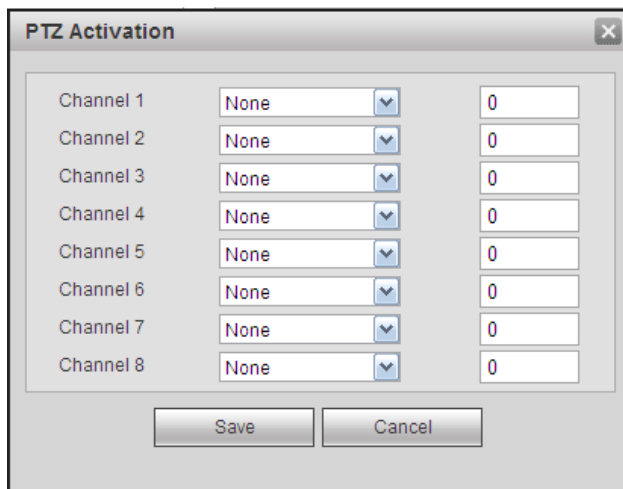 PTZ Activation
Channel 1 None 0
Channel 2 None 0
Channel 3 None 0
Channel 4 None 0
Channel 5 None 0
Channel 6 None 0
Channel 7 None 0
Channel 8 None 0
Save Cancel